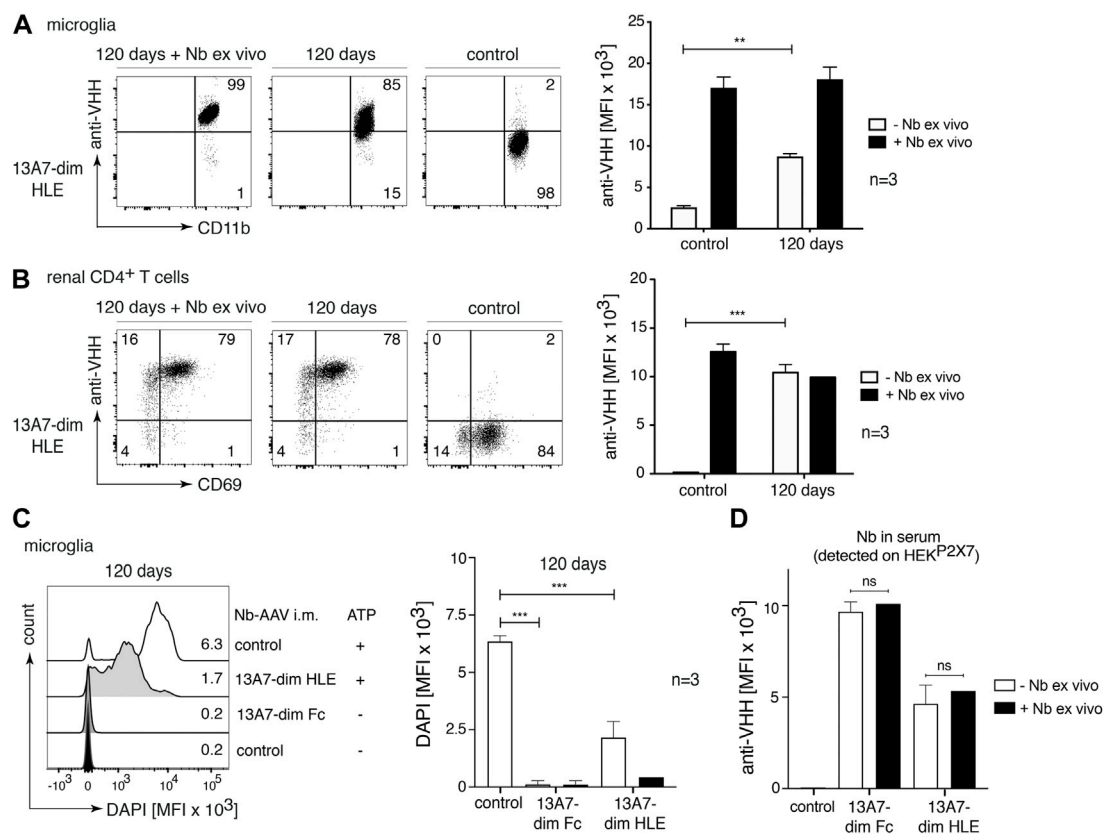 A microglia
120 days + Nb ex vivo 120 days control
99 85 2
anti-VHH
13A7-dim
HLE
1 15 98
CD11b
anti-VHH [MFI x 10³]
25
20
15
10
5
0
**
control 120 days
- Nb ex vivo
+ Nb ex vivo
n=3
B renal CD4⁺ T cells
120 days + Nb ex vivo 120 days control
16 79 17 78 0 2
anti-VHH
13A7-dim
HLE
4 1 4 1 14 84
CD69
anti-VHH [MFI x 10³]
20
15
10
5
0
***
control 120 days
- Nb ex vivo
+ Nb ex vivo
n=3
C microglia
120 days
count
Nb-AAV i.m. ATP
6.3 control +
1.7 13A7-dim HLE +
0.2 13A7-dim Fc -
0.2 control -
-10³ 0 10³ 10⁴ 10⁵
DAPI [MFI x 10³]
120 days
DAPI [MFI x 10³]
10
7.5
5
2.5
0
***
***
n=3
control 13A7-dim Fc 13A7-dim HLE
D
Nb in serum
(detected on HEK^P2X7)
anti-VHH [MFI x 10³]
10
5
0
ns
ns
- Nb ex vivo
+ Nb ex vivo
control 13A7-dim Fc 13A7-dim HLE